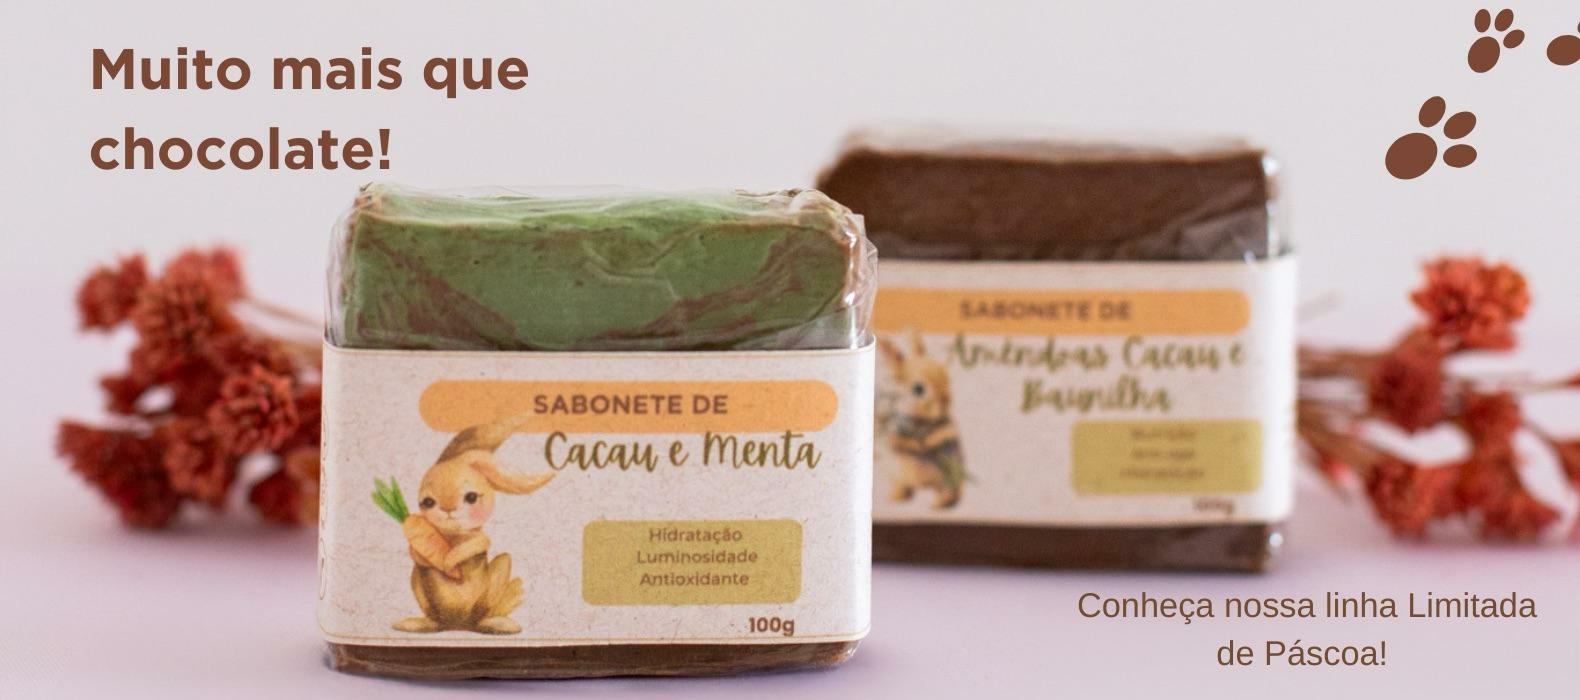 Muito mais que
chocolate!
SABONETE DE
Cacau e Menta
Hidratação
Luminosidade
Antioxidante
100g
SABONETE DE
Amêndoas Cacau e
Baunilha
100g
Conheça nossa linha Limitada
de Páscoa!